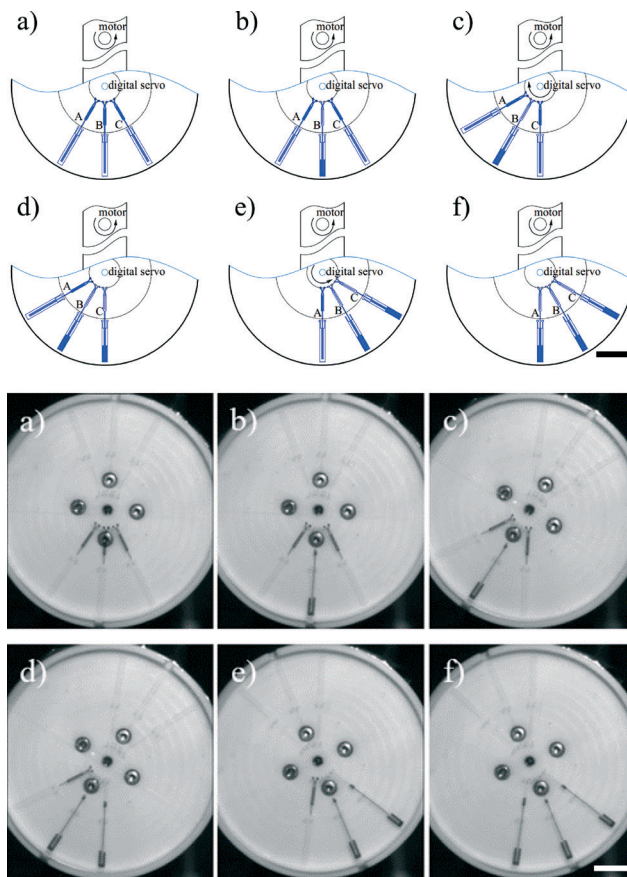 a)
b)
c)
motor
motor
motor
digital servo
digital servo
digital servo
A
B
C
A
B
C
A
B
C
d)
e)
f)
motor
motor
motor
digital servo
digital servo
digital servo
A
B
C
A
B
C
A
B
C
a)
b)
c)
d)
e)
f)